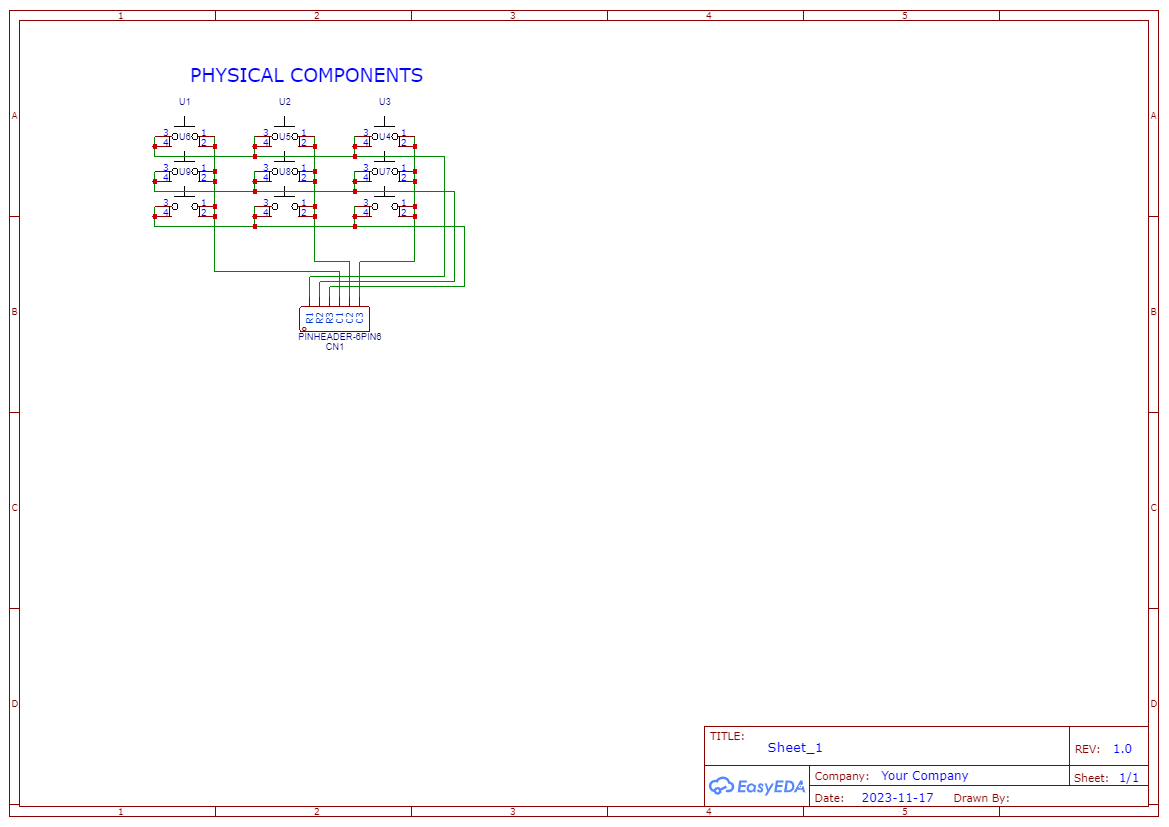 1 2 3 4 5
PHYSICAL COMPONENTS
U1 U2 U3
A A
3 U6 1 3 U5 1 3 U4 1
4 2 4 2 4 2
3 U9 1 3 U8 1 3 U7 1
4 2 4 2 4 2
3 1 3 1 3 1
4 2 4 2 4 2
B B
R1 R2 R3 C1 C2 C3
PINHEADER-6PIN6
CN1
C C
D D
TITLE:
Sheet_1
REV: 1.0
EasyEDA
Company: Your Company
Sheet: 1/1
Date: 2023-11-17 Drawn By:
1 2 3 4 5